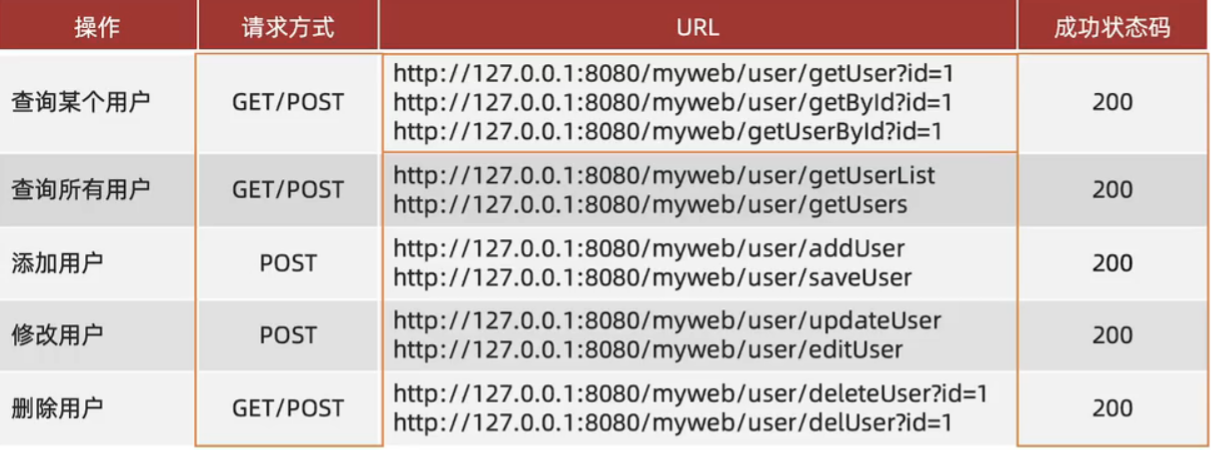 操作 请求方式 URL 成功状态码
http://127.0.0.1:8080/myweb/user/getUser?id=1
查询某个用户 GET/POST http://127.0.0.1:8080/myweb/user/getById?id=1 200
http://127.0.0.1:8080/myweb/getUserById?id=1
查询所有用户 GET/POST http://127.0.0.1:8080/myweb/user/getUserList 200
http://127.0.0.1:8080/myweb/user/getUsers
添加用户 POST http://127.0.0.1:8080/myweb/user/addUser 200
http://127.0.0.1:8080/myweb/user/saveUser
修改用户 POST http://127.0.0.1:8080/myweb/user/updateUser 200
http://127.0.0.1:8080/myweb/user/editUser
删除用户 GET/POST http://127.0.0.1:8080/myweb/user/deleteUser?id=1 200
http://127.0.0.1:8080/myweb/user/delUser?id=1